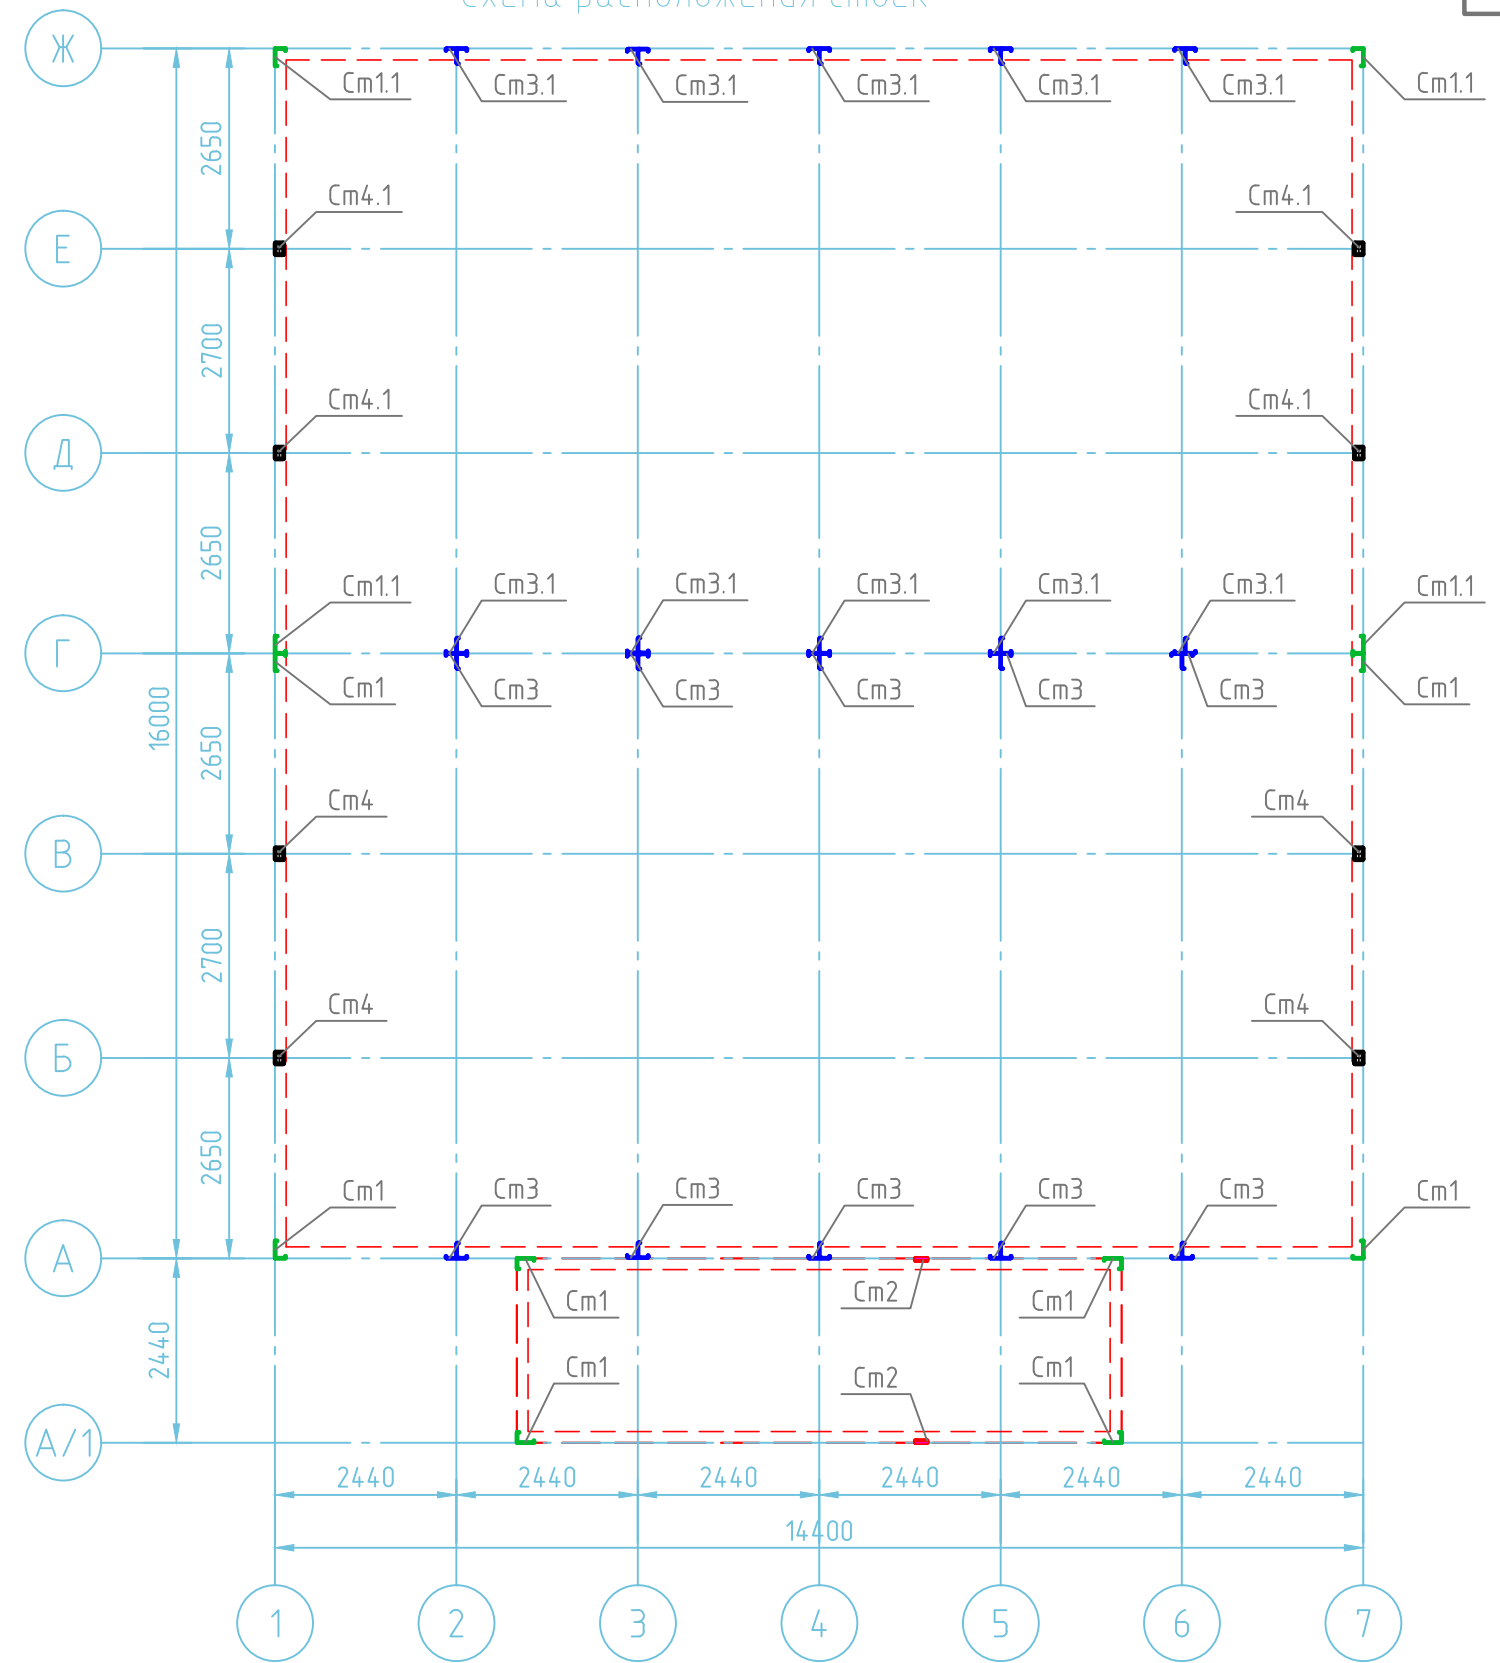 Схема расположения стоек
Ж
Ст1.1 Ст3.1 Ст3.1 Ст3.1 Ст3.1 Ст3.1 Ст1.1
2650
Ст4.1 Ст4.1
Е
2700
Ст4.1 Ст4.1
Д
2650
Ст1.1 Ст3.1 Ст3.1 Ст3.1 Ст3.1 Ст3.1 Ст1.1
Г
Ст1 Ст3 Ст3 Ст3 Ст3 Ст3 Ст1
16000
2650
Ст4 Ст4
В
2700
Ст4 Ст4
Б
2650
Ст1 Ст3 Ст3 Ст3 Ст3 Ст3 Ст1
А
Ст1 Ст2 Ст1
2440
Ст1 Ст2 Ст1
А/1
2440 2440 2440 2440 2440 2440
14400
1 2 3 4 5 6 7